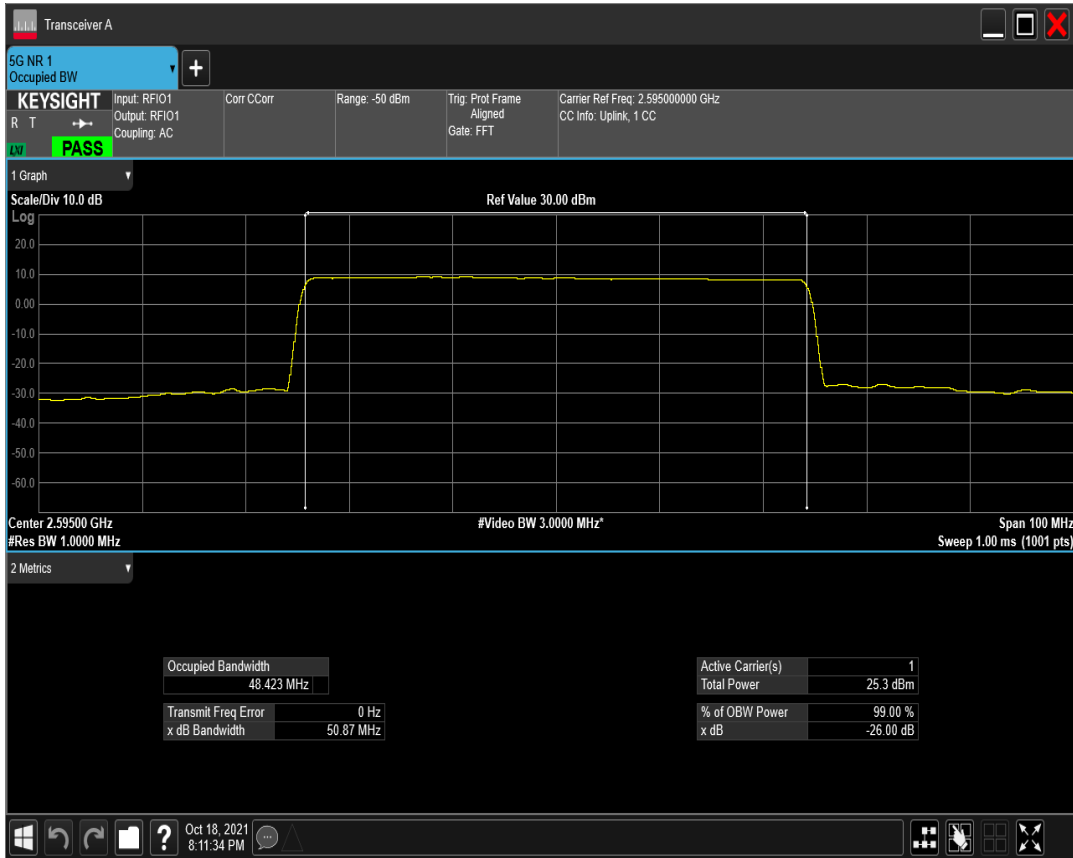 Transceiver A
5G NR 1
Occupied BW
KEYSIGHT
R T
LXI
PASS
Input: RFIO1
Output: RFIO1
Coupling: AC
Corr CCorr
Range: -50 dBm
Trig: Prot Frame
Aligned
Gate: FFT
Carrier Ref Freq: 2.595000000 GHz
CC Info: Uplink, 1 CC
1 Graph
Scale/Div 10.0 dB
Ref Value 30.00 dBm
Log
20.0
10.0
0.00
-10.0
-20.0
-30.0
-40.0
-50.0
-60.0
Center 2.59500 GHz
#Video BW 3.0000 MHz*
Span 100 MHz
#Res BW 1.0000 MHz
Sweep 1.00 ms (1001 pts)
2 Metrics
Occupied Bandwidth
48.423 MHz
Transmit Freq Error 0 Hz
x dB Bandwidth 50.87 MHz
Active Carrier(s) 1
Total Power 25.3 dBm
% of OBW Power 99.00 %
x dB -26.00 dB
?
Oct 18, 2021
8:11:34 PM